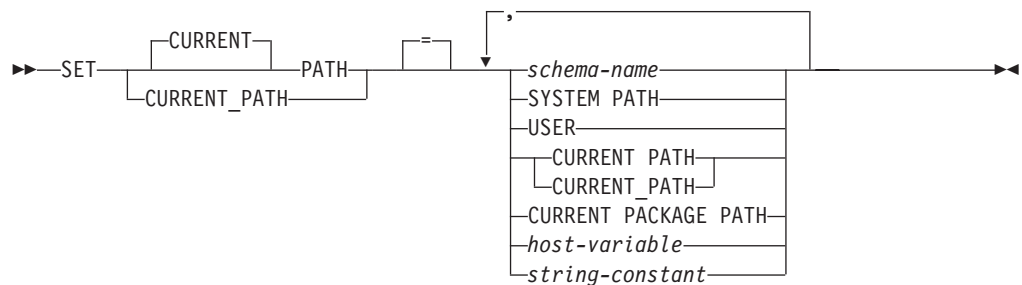 ,
CURRENT =
SET PATH schema-name
CURRENT_PATH SYSTEM PATH
USER
CURRENT PATH
CURRENT_PATH
CURRENT PACKAGE PATH
host-variable
string-constant